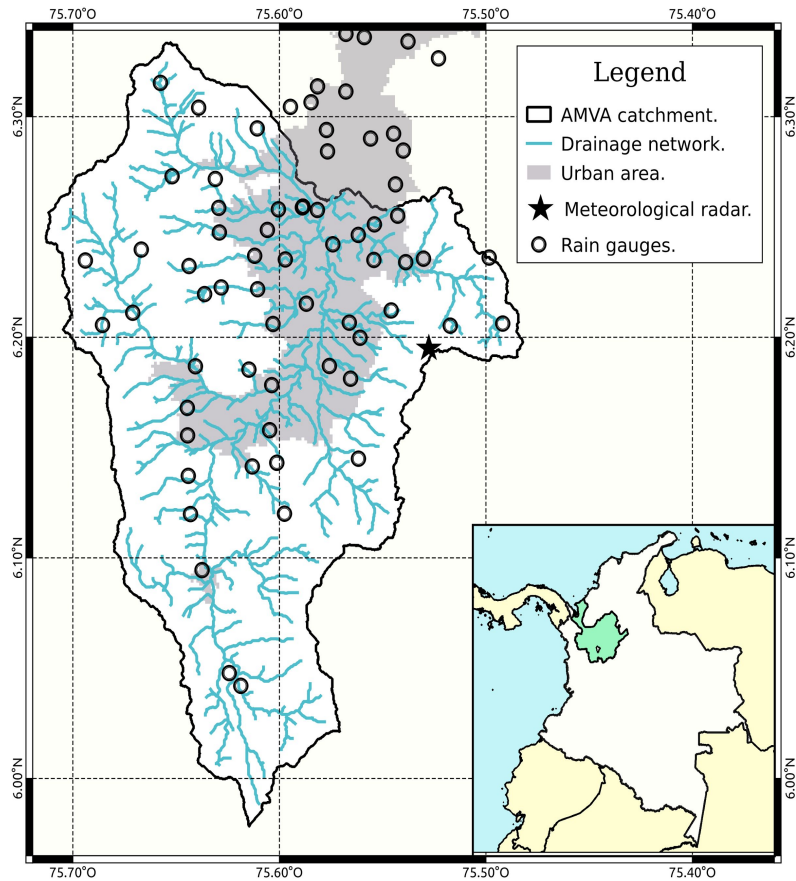 75.70°O 75.60°O 75.50°O 75.40°O
Legend
AMVA catchment.
Drainage network.
Urban area.
Meteorological radar.
Rain gauges.
6.30°N 6.30°N
6.20°N 6.20°N
6.10°N 6.10°N
6.00°N 6.00°N
75.70°O 75.60°O 75.50°O 75.40°O